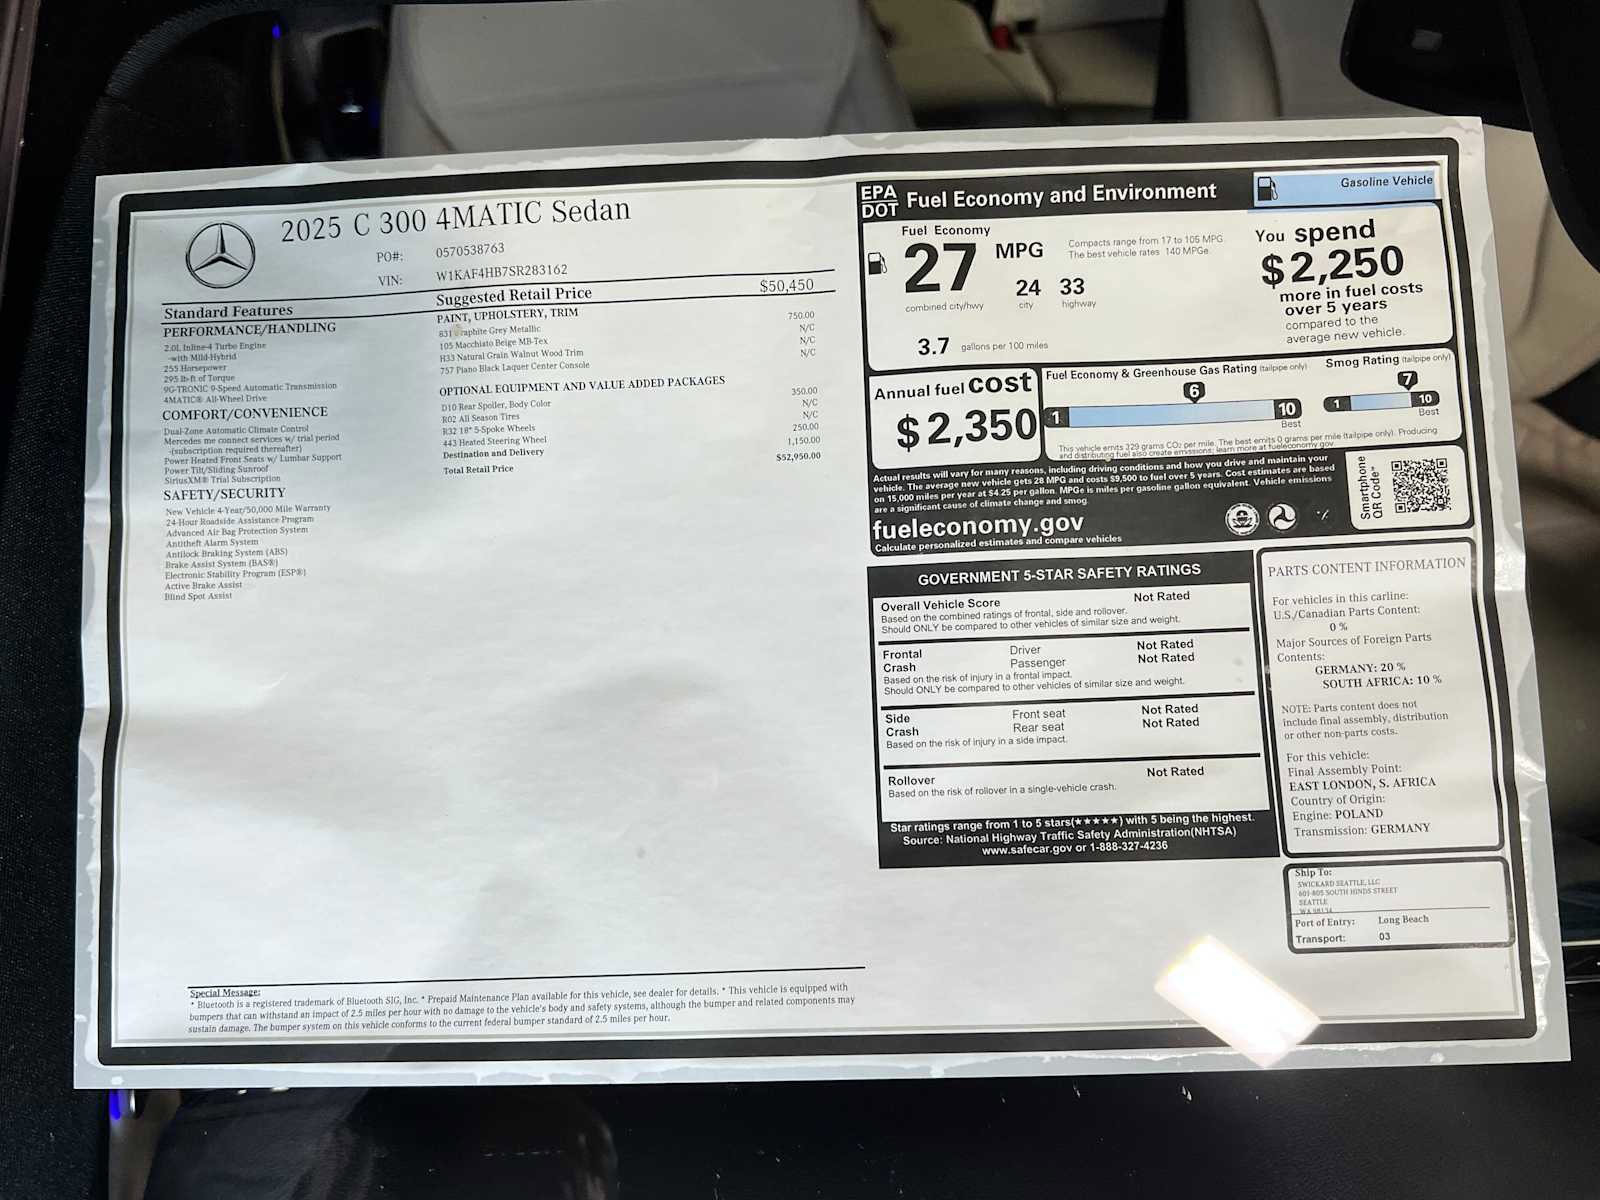 2025 C 300 4MATIC Sedan
PO#: 0570538763
VIN: W1KAF4HB7SR283162
Standard Features
PERFORMANCE/HANDLING
2.0L Inline-4 Turbo Engine
-with Mild-Hybrid
255 Horsepower
295 lb-ft of Torque
9G-TRONIC 9-Speed Automatic Transmission
4MATIC® All-Wheel Drive
COMFORT/CONVENIENCE
Dual-Zone Automatic Climate Control
Mercedes me connect services w/ trial period
-(subscription required thereafter)
Power Heated Front Seats w/ Lumbar Support
Power Tilt/Sliding Sunroof
SiriusXM® Trial Subscription
SAFETY/SECURITY
New Vehicle 4-Year/50,000 Mile Warranty
24-Hour Roadside Assistance Program
Advanced Air Bag Protection System
Antitheft Alarm System
Antilock Braking System (ABS)
Brake Assist System (BAS®)
Electronic Stability Program (ESP®)
Active Brake Assist
Blind Spot Assist
Suggested Retail Price $50,450
PAINT, UPHOLSTERY, TRIM
831 Graphite Grey Metallic 750.00
105 Macchiato Beige MB-Tex N/C
H33 Natural Grain Walnut Wood Trim N/C
757 Piano Black Laquer Center Console N/C
OPTIONAL EQUIPMENT AND VALUE ADDED PACKAGES
D10 Rear Spoiler, Body Color 350.00
R02 All Season Tires N/C
R32 18" 5-Spoke Wheels N/C
443 Heated Steering Wheel 250.00
Destination and Delivery 1,150.00
Total Retail Price $52,950.00
Special Message:
* Bluetooth is a registered trademark of Bluetooth SIG, Inc. * Prepaid Maintenance Plan available for this vehicle, see dealer for details. * This vehicle is equipped with
bumpers that can withstand an impact of 2.5 miles per hour with no damage to the vehicle's body and safety systems, although the bumper and related components may
sustain damage. The bumper system on this vehicle conforms to the current federal bumper standard of 2.5 miles per hour.
EPA
DOT Fuel Economy and Environment
Gasoline Vehicle
Fuel Economy
27 MPG
combined city/hwy
24 city
33 highway
Compacts range from 17 to 105 MPG.
The best vehicle rates 140 MPGe.
3.7 gallons per 100 miles
You spend
$2,250
more in fuel costs
over 5 years
compared to the
average new vehicle.
Annual fuel cost
$2,350
Fuel Economy & Greenhouse Gas Rating (tailpipe only)
6
1 10
Best
Smog Rating (tailpipe only)
7
1 10
Best
This vehicle emits 329 grams CO₂ per mile. The best emits 0 grams per mile (tailpipe only). Producing
and distributing fuel also create emissions; learn more at fueleconomy.gov
Actual results will vary for many reasons, including driving conditions and how you drive and maintain your
vehicle. The average new vehicle gets 28 MPG and costs $9,500 to fuel over 5 years. Cost estimates are based
on 15,000 miles per year at $4.25 per gallon. MPGe is miles per gasoline gallon equivalent. Vehicle emissions
are a significant cause of climate change and smog.
fueleconomy.gov
Calculate personalized estimates and compare vehicles
Smartphone
QR Code™
GOVERNMENT 5-STAR SAFETY RATINGS
Overall Vehicle Score Not Rated
Based on the combined ratings of frontal, side and rollover.
Should ONLY be compared to other vehicles of similar size and weight.
Frontal Driver Not Rated
Crash Passenger Not Rated
Based on the risk of injury in a frontal impact.
Should ONLY be compared to other vehicles of similar size and weight.
Side Front seat Not Rated
Crash Rear seat Not Rated
Based on the risk of injury in a side impact.
Rollover Not Rated
Based on the risk of rollover in a single-vehicle crash.
Star ratings range from 1 to 5 stars(★★★★★) with 5 being the highest.
Source: National Highway Traffic Safety Administration(NHTSA)
www.safecar.gov or 1-888-327-4236
PARTS CONTENT INFORMATION
For vehicles in this carline:
U.S./Canadian Parts Content:
0 %
Major Sources of Foreign Parts
Contents:
GERMANY: 20 %
SOUTH AFRICA: 10 %
NOTE: Parts content does not
include final assembly, distribution
or other non-parts costs.
For this vehicle:
Final Assembly Point:
EAST LONDON, S. AFRICA
Country of Origin:
Engine: POLAND
Transmission: GERMANY
Ship To:
SWICKARD SEATTLE, LLC
601-805 SOUTH HINDS STREET
SEATTLE
WA 98134
Port of Entry: Long Beach
Transport: 03